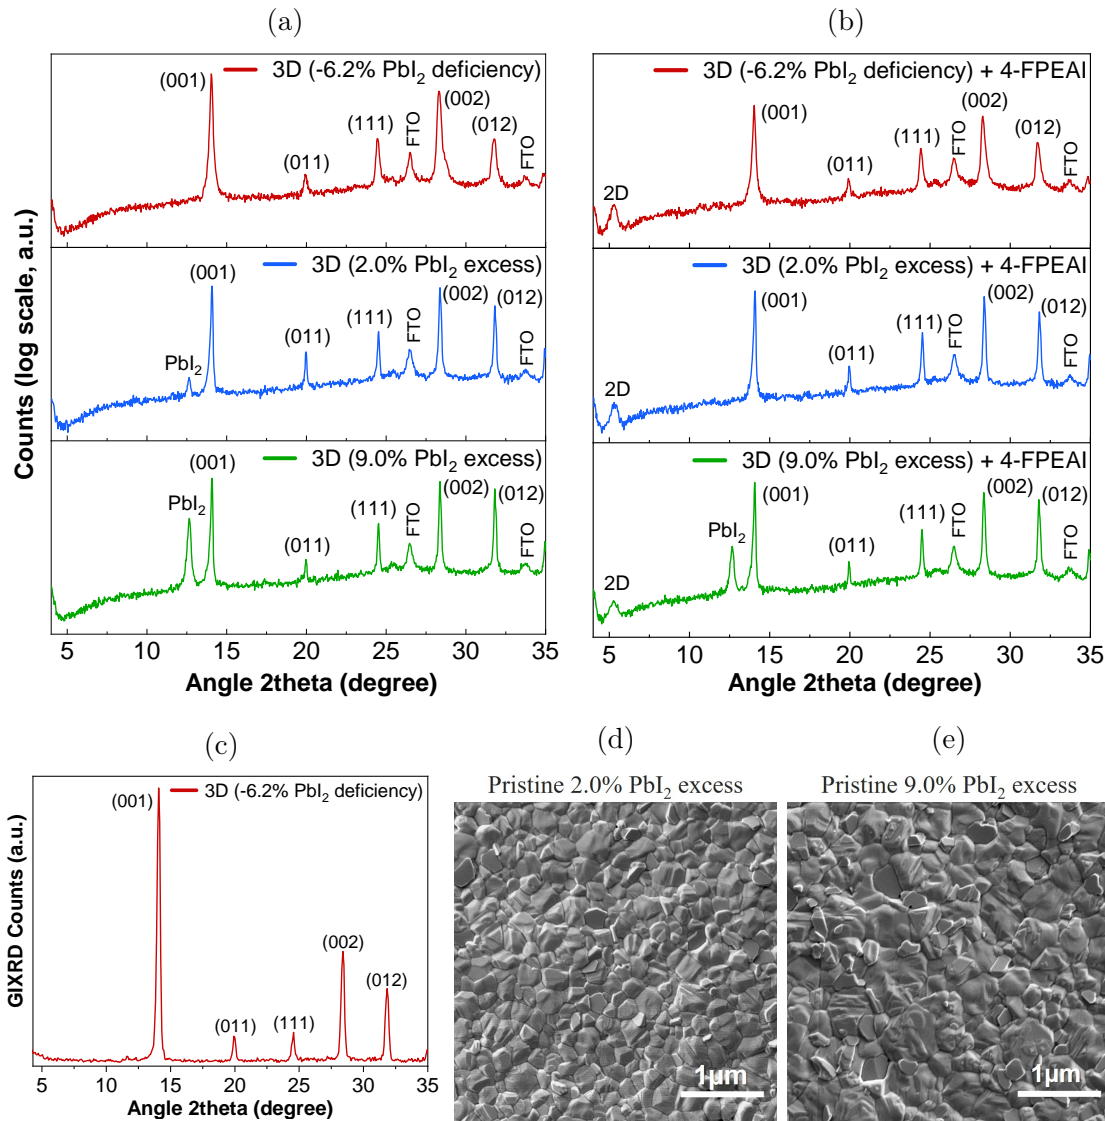 (a)
3D (-6.2% PbI₂ deficiency)
(001)
(011)
(111)
FTO
(002)
(012)
FTO
3D (2.0% PbI₂ excess)
PbI₂
(001)
(011)
(111)
FTO
(002)
(012)
FTO
3D (9.0% PbI₂ excess)
PbI₂
(001)
(011)
(111)
FTO
(002)
(012)
FTO
Counts (log scale, a.u.)
5 10 15 20 25 30 35
Angle 2theta (degree)
(b)
3D (-6.2% PbI₂ deficiency) + 4-FPEAI
2D
(001)
(011)
(111)
FTO
(002)
(012)
FTO
3D (2.0% PbI₂ excess) + 4-FPEAI
2D
(001)
(011)
(111)
FTO
(002)
(012)
FTO
3D (9.0% PbI₂ excess) + 4-FPEAI
2D
PbI₂
(001)
(011)
(111)
FTO
(002)
(012)
FTO
5 10 15 20 25 30 35
Angle 2theta (degree)
(c)
3D (-6.2% PbI₂ deficiency)
(001)
(011)
(111)
(002)
(012)
GIXRD Counts (a.u.)
5 10 15 20 25 30 35
Angle 2theta (degree)
(d)
Pristine 2.0% PbI₂ excess
1µm
(e)
Pristine 9.0% PbI₂ excess
1µm